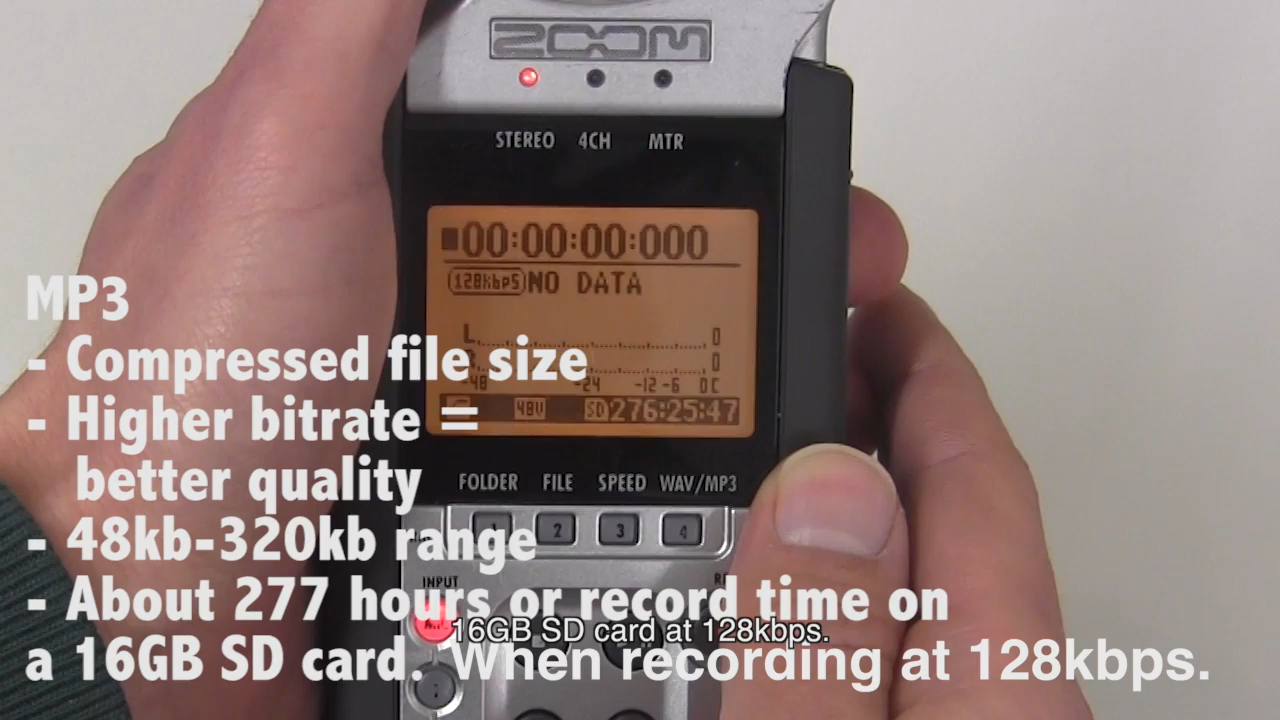 ZOOM
STEREO 4CH MTR
00:00:00:000
128kbps NO DATA
L 0
0
-48 -24 -12 -6 0
48V SD 276:25:47
FOLDER FILE SPEED WAV/MP3
1 2 3 4
INPUT
MP3
- Compressed file size
- Higher bitrate =
better quality
- 48kb-320kb range
- About 277 hours or record time on
a 16GB SD card. When recording at 128kbps.
16GB SD card at 128kbps.